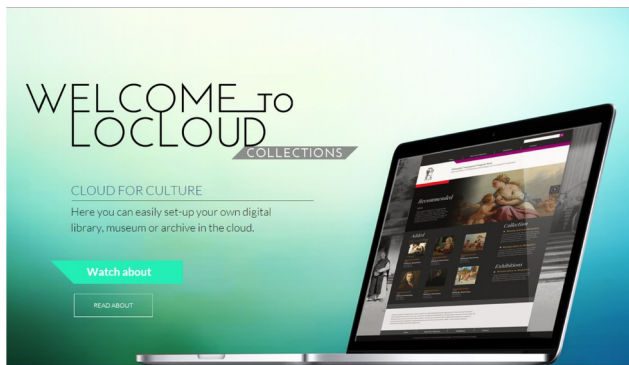 WELCOME TO
LOCLOUD
COLLECTIONS
CLOUD FOR CULTURE
Here you can easily set-up your own digital
library, museum or archive in the cloud.
Watch about
READ ABOUT
Recommended
Collection
Added
Exhibitions